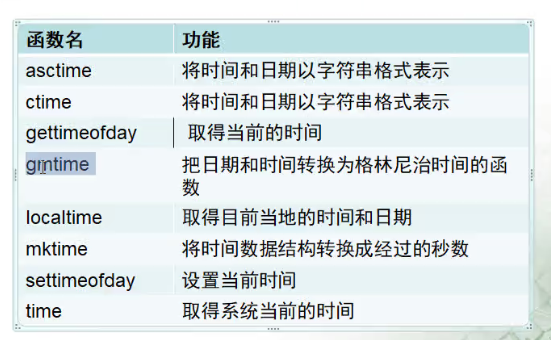 函数名 功能
asctime 将时间和日期以字符串格式表示
ctime 将时间和日期以字符串格式表示
gettimeofday 取得当前的时间
gmtime 把日期和时间转换为格林尼治时间的函
数
localtime 取得目前当地的时间和日期
mktime 将时间数据结构转换成经过的秒数
settimeofday 设置当前时间
time 取得系统当前的时间